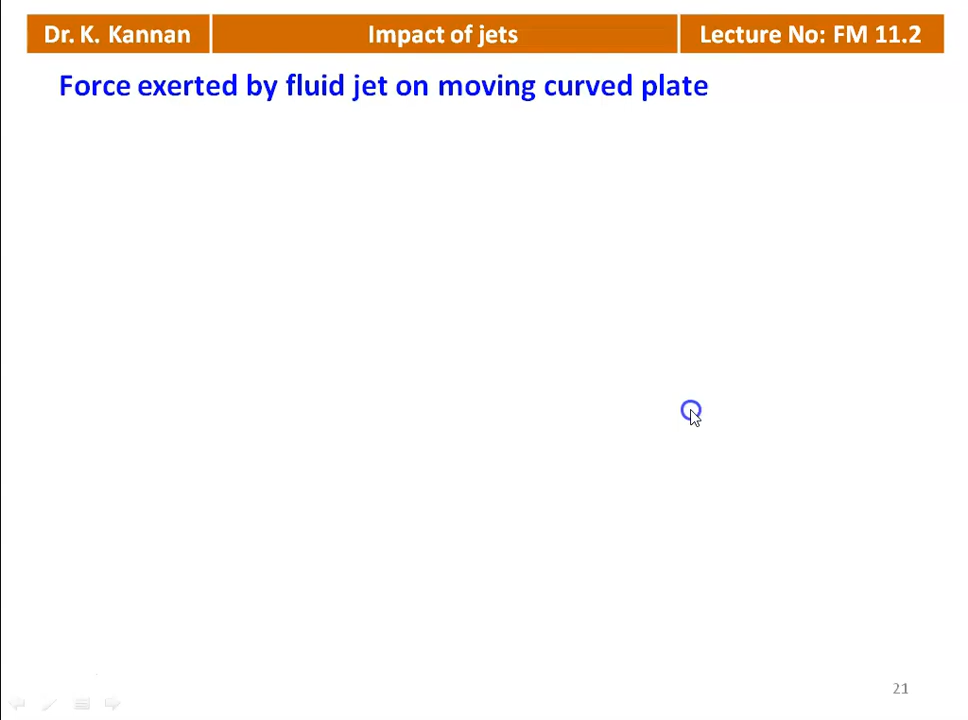 Dr. K. Kannan Impact of jets Lecture No: FM 11.2
Force exerted by fluid jet on moving curved plate
21